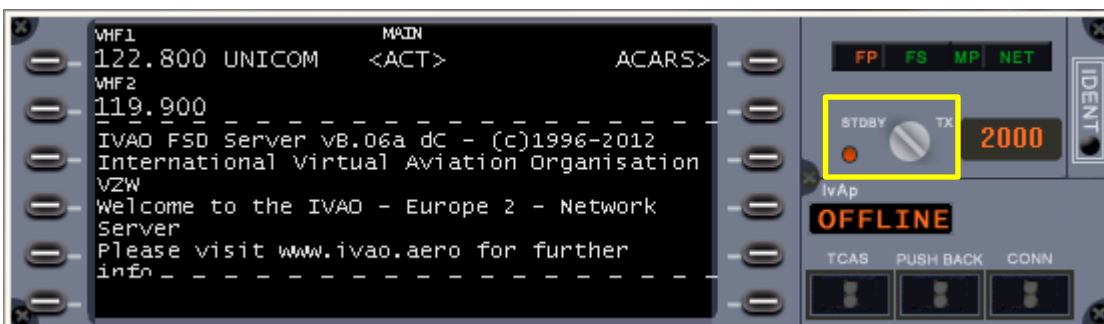 VHF1 MAIN
122.800 UNICOM <ACT> ACARS>
VHF2
119.900
IVAO FSD Server vB.06a dC - (c)1996-2012
International Virtual Aviation Organisation
VZW
Welcome to the IVAO - Europe 2 - Network
Server
Please visit www.ivao.aero for further
info
FP FS MP NET
IDENT
STDBY TX 2000
IvAp
OFFLINE
TCAS PUSH BACK CONN